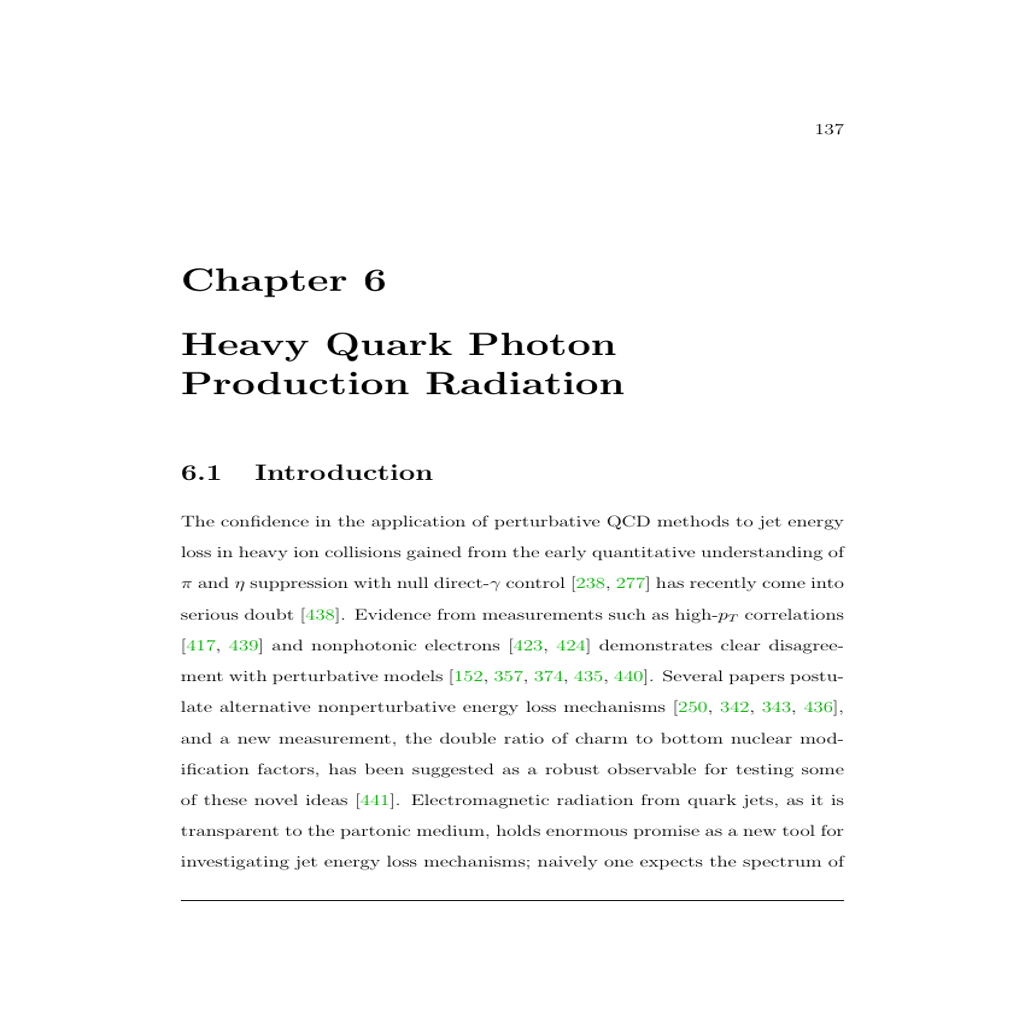 137
Chapter 6
Heavy Quark Photon
Production Radiation
6.1 Introduction
The confidence in the application of perturbative QCD methods to jet energy
loss in heavy ion collisions gained from the early quantitative understanding of
π and η suppression with null direct-γ control [238, 277] has recently come into
serious doubt [438]. Evidence from measurements such as high-p_T correlations
[417, 439] and nonphotonic electrons [423, 424] demonstrates clear disagree-
ment with perturbative models [152, 357, 374, 435, 440]. Several papers postu-
late alternative nonperturbative energy loss mechanisms [250, 342, 343, 436],
and a new measurement, the double ratio of charm to bottom nuclear mod-
ification factors, has been suggested as a robust observable for testing some
of these novel ideas [441]. Electromagnetic radiation from quark jets, as it is
transparent to the partonic medium, holds enormous promise as a new tool for
investigating jet energy loss mechanisms; naively one expects the spectrum of